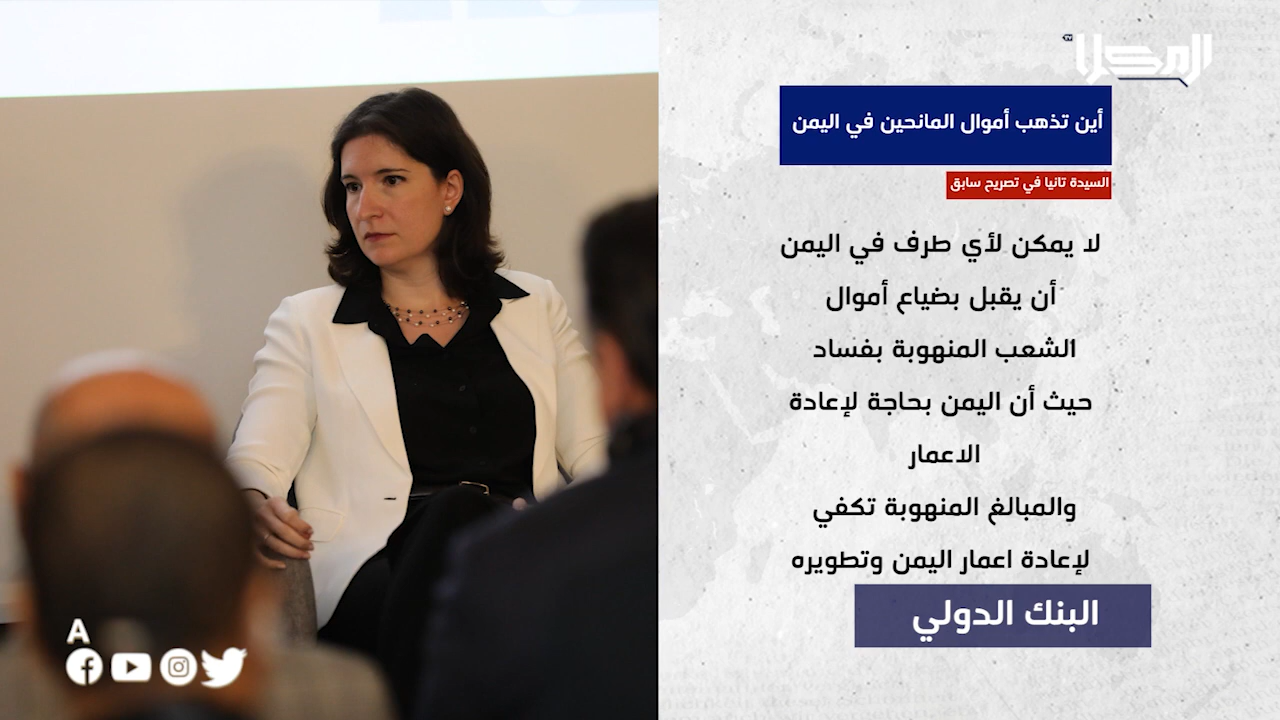 المكلا
TV
أين تذهب أموال المانحين في اليمن
السيدة تانيا في تصريح سابق
لا يمكن لأي طرف في اليمن
أن يقبل بضياع أموال
الشعب المنهوبة بفساد
حيث أن اليمن بحاجة لإعادة
الاعمار
والمبالغ المنهوبة تكفي
لإعادة اعمار اليمن وتطويره
البنك الدولي
A